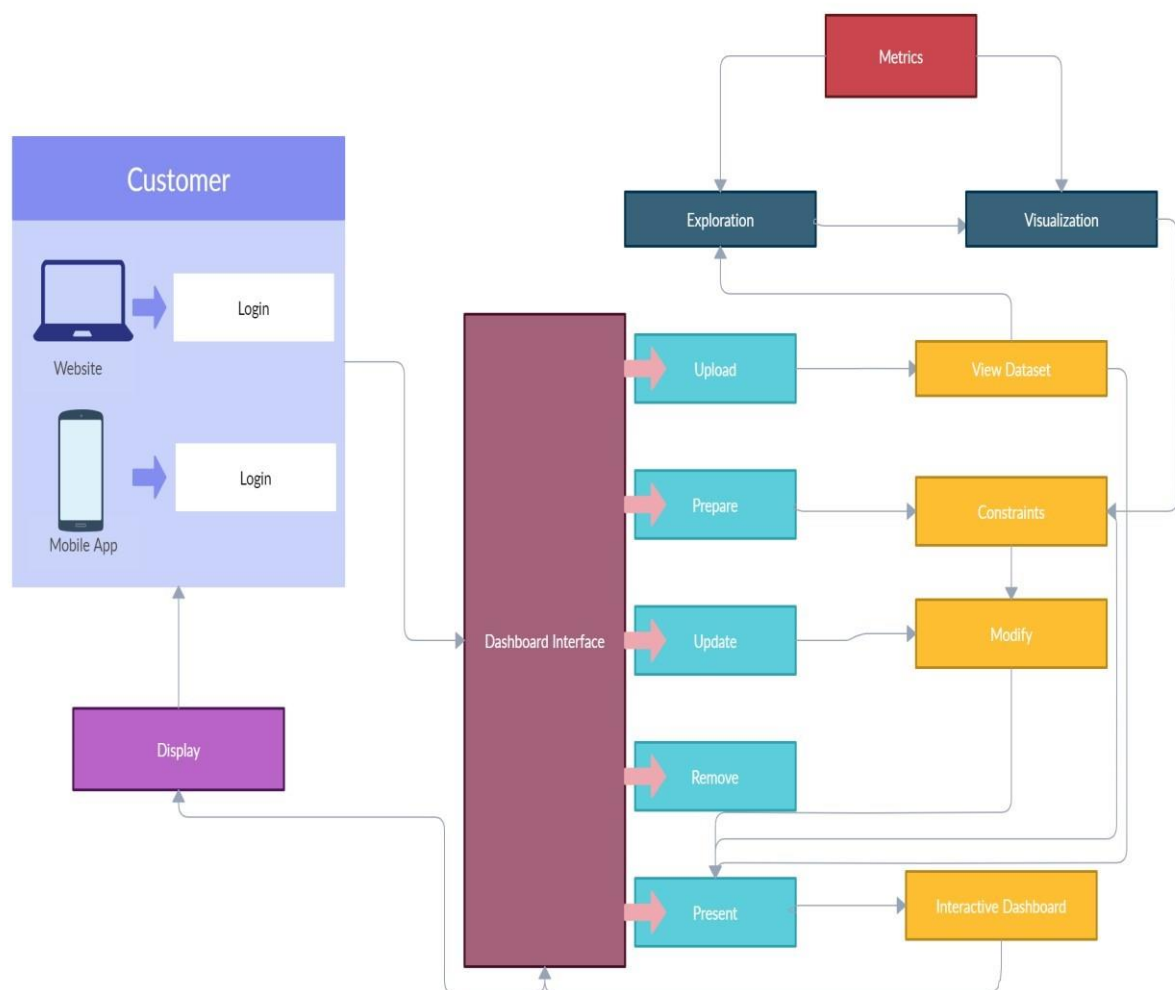 Metrics
Customer
Exploration
Visualization
Login
Website
Upload
View Dataset
Login
Mobile App
Prepare
Constraints
Dashboard Interface
Update
Modify
Display
Remove
Present
Interactive Dashboard